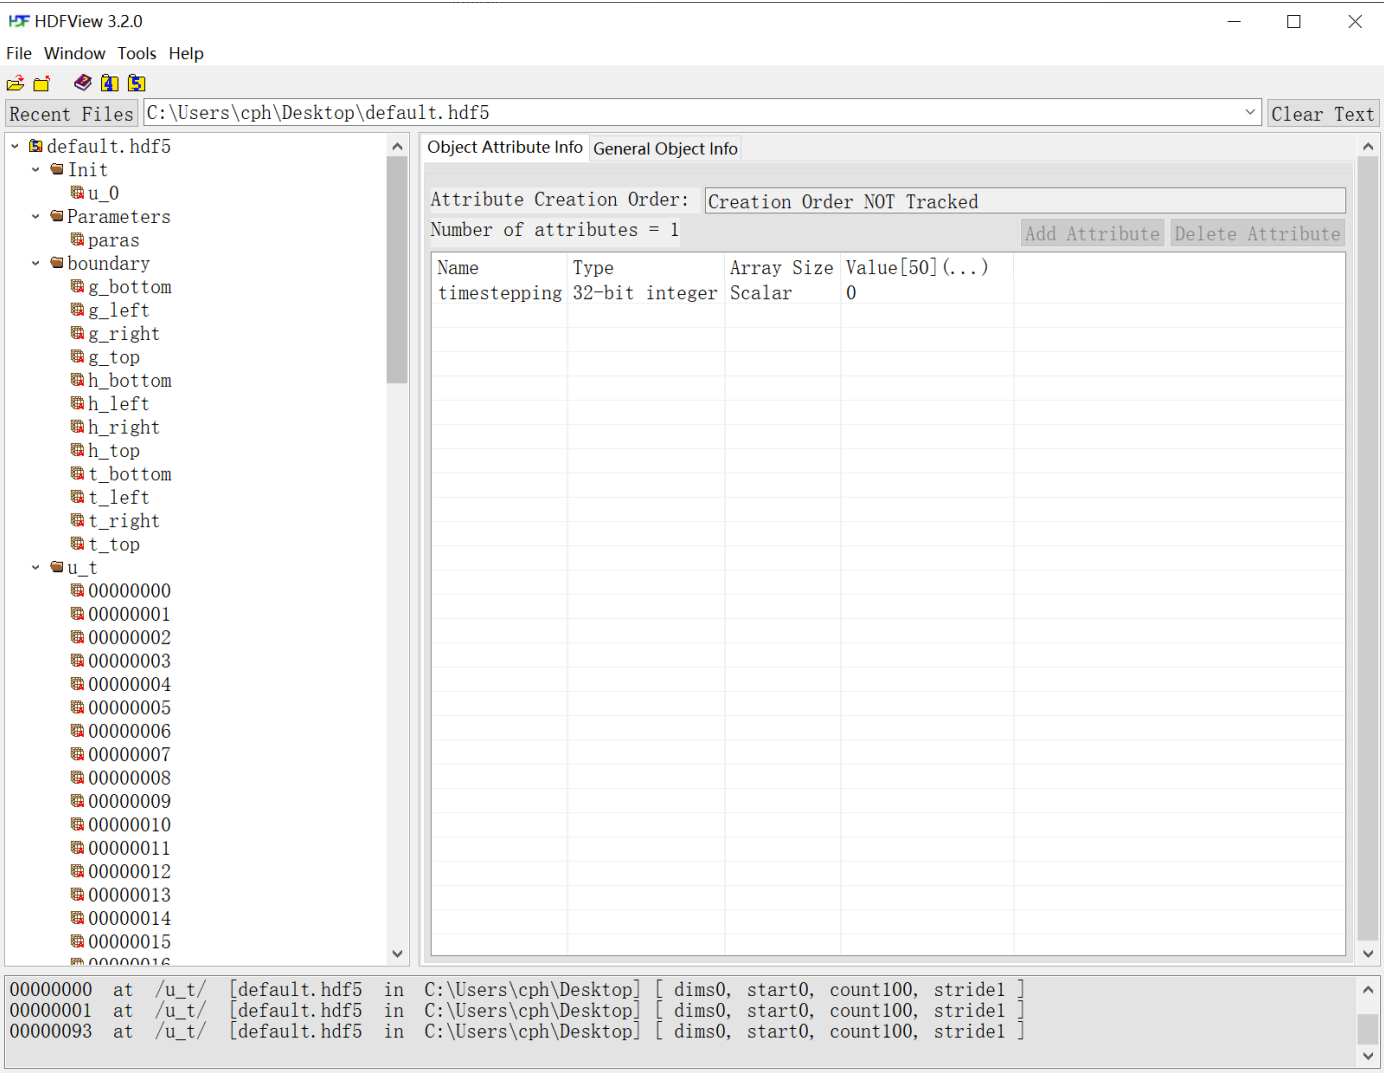 HDFView 3.2.0
File Window Tools Help
Recent Files C:\Users\cph\Desktop\default.hdf5 Clear Text
default.hdf5
Init
u_0
Parameters
paras
boundary
g_bottom
g_left
g_right
g_top
h_bottom
h_left
h_right
h_top
t_bottom
t_left
t_right
t_top
u_t
00000000
00000001
00000002
00000003
00000004
00000005
00000006
00000007
00000008
00000009
00000010
00000011
00000012
00000013
00000014
00000015
00000016
Object Attribute Info General Object Info
Attribute Creation Order: Creation Order NOT Tracked
Number of attributes = 1 Add Attribute Delete Attribute
Name Type Array Size Value[50](...)
timestepping 32-bit integer Scalar 0
00000000 at /u_t/ [default.hdf5 in C:\Users\cph\Desktop] [ dims0, start0, count100, stride1 ]
00000001 at /u_t/ [default.hdf5 in C:\Users\cph\Desktop] [ dims0, start0, count100, stride1 ]
00000093 at /u_t/ [default.hdf5 in C:\Users\cph\Desktop] [ dims0, start0, count100, stride1 ]